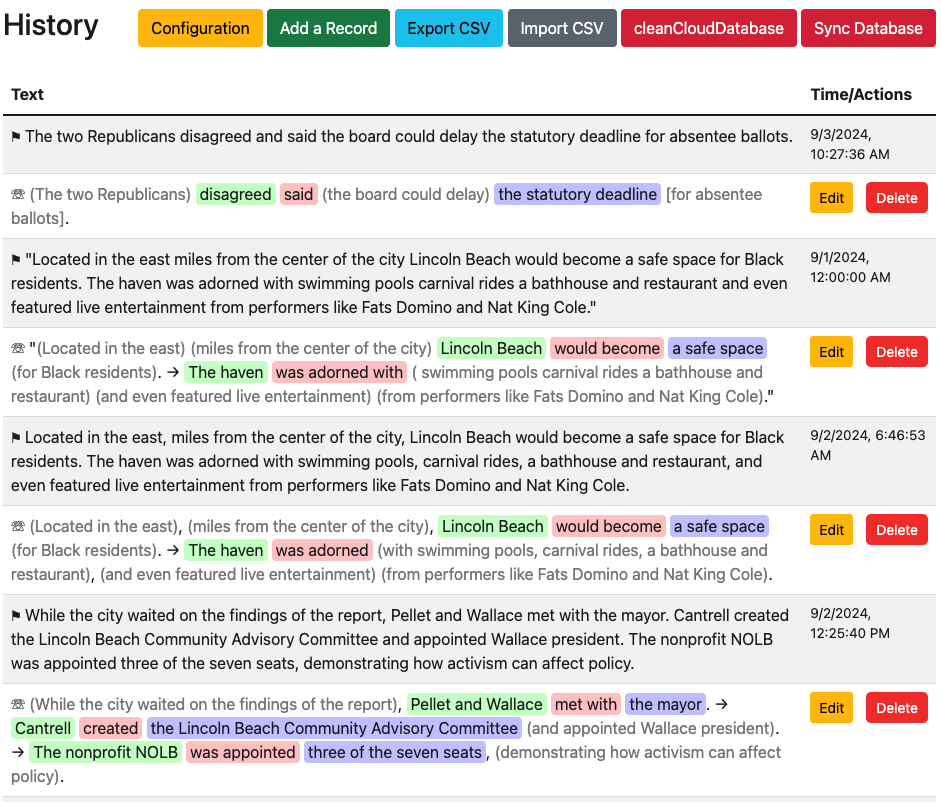 History
Configuration
Add a Record
Export CSV
Import CSV
cleanCloudDatabase
Sync Database
Text
Time/Actions
⚑ The two Republicans disagreed and said the board could delay the statutory deadline for absentee ballots.
9/3/2024,
10:27:36 AM
☏ (The two Republicans) disagreed said (the board could delay) the statutory deadline [for absentee
ballots].
Edit
Delete
⚑ "Located in the east miles from the center of the city Lincoln Beach would become a safe space for Black
residents. The haven was adorned with swimming pools carnival rides a bathhouse and restaurant and even
featured live entertainment from performers like Fats Domino and Nat King Cole."
9/1/2024,
12:00:00 AM
☏ "(Located in the east) (miles from the center of the city) Lincoln Beach would become a safe space
(for Black residents). → The haven was adorned with ( swimming pools carnival rides a bathhouse and
restaurant) (and even featured live entertainment) (from performers like Fats Domino and Nat King Cole)."
Edit
Delete
⚑ Located in the east, miles from the center of the city, Lincoln Beach would become a safe space for Black
residents. The haven was adorned with swimming pools, carnival rides, a bathhouse and restaurant, and
even featured live entertainment from performers like Fats Domino and Nat King Cole.
9/2/2024, 6:46:53
AM
☏ (Located in the east), (miles from the center of the city), Lincoln Beach would become a safe space
(for Black residents). → The haven was adorned (with swimming pools, carnival rides, a bathhouse and
restaurant), (and even featured live entertainment) (from performers like Fats Domino and Nat King Cole).
Edit
Delete
⚑ While the city waited on the findings of the report, Pellet and Wallace met with the mayor. Cantrell created
the Lincoln Beach Community Advisory Committee and appointed Wallace president. The nonprofit NOLB
was appointed three of the seven seats, demonstrating how activism can affect policy.
9/2/2024,
12:25:40 PM
☏ (While the city waited on the findings of the report), Pellet and Wallace met with the mayor. →
Cantrell created the Lincoln Beach Community Advisory Committee (and appointed Wallace president).
→ The nonprofit NOLB was appointed three of the seven seats, (demonstrating how activism can affect
policy).
Edit
Delete